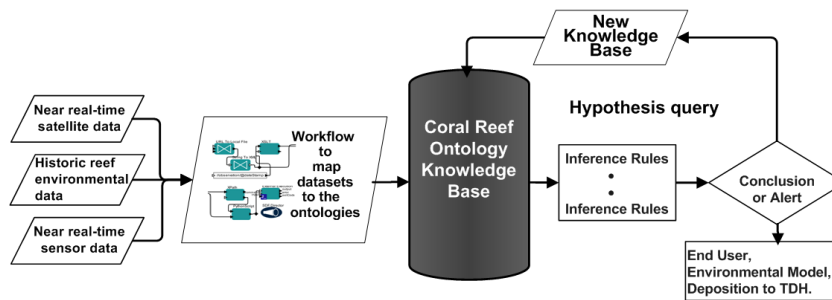 New
Knowledge
Base
Near real-time
satellite data
Historic reef
environmental
data
Near real-time
sensor data
Workflow
to
map
datasets
to the
ontologies
Coral Reef
Ontology
Knowledge
Base
Hypothesis query
Inference Rules
Inference Rules
Conclusion
or Alert
End User,
Environmental Model,
Deposition to TDH.